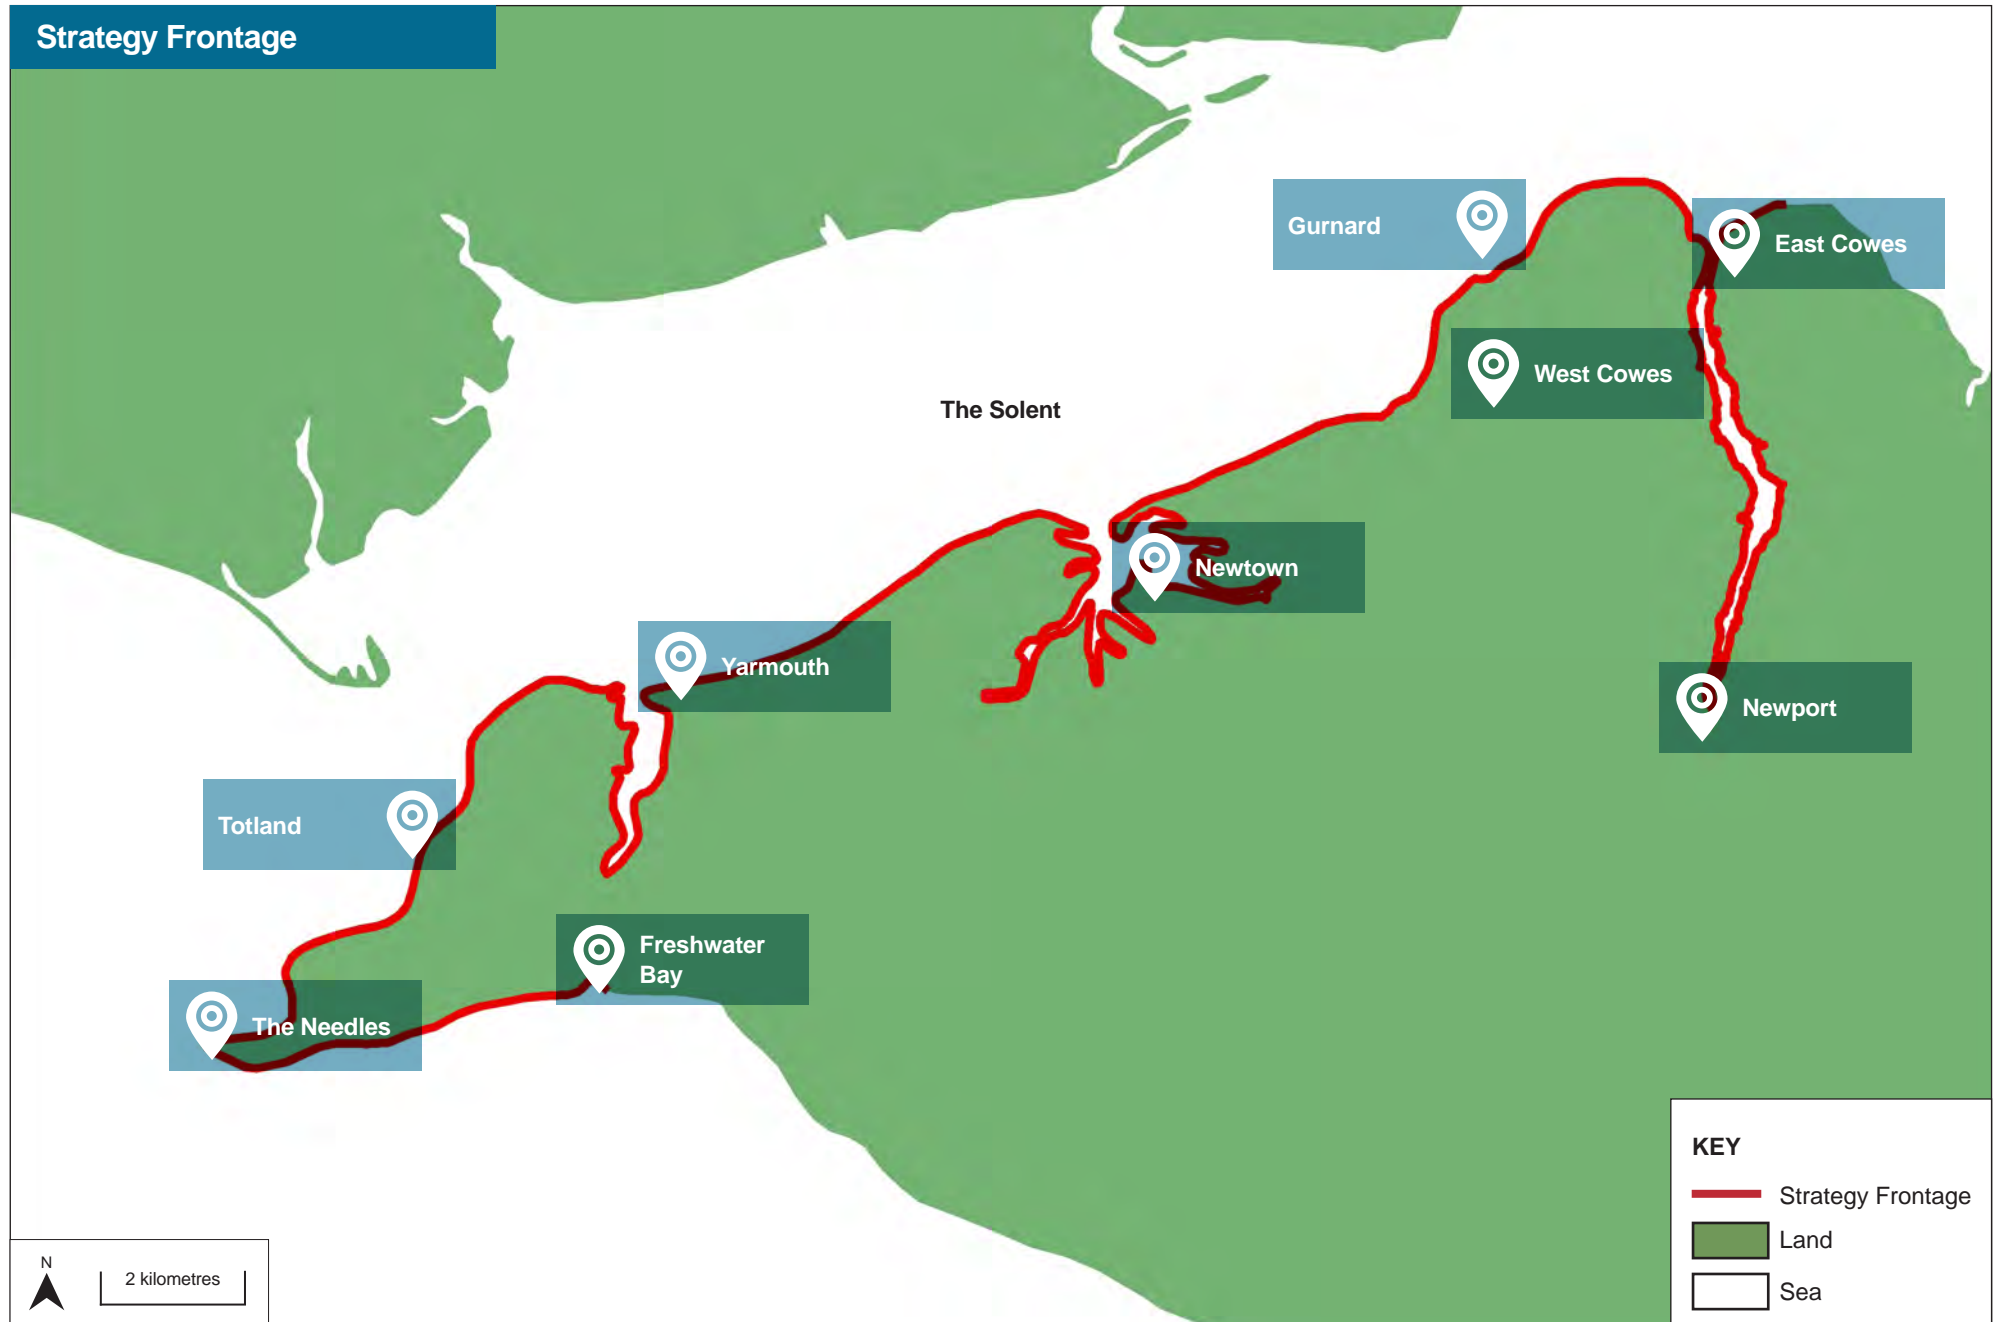 Strategy Frontage
Gurnard
East Cowes
West Cowes
The Solent
Newtown
Yarmouth
Newport
Totland
Freshwater
Bay
The Needles
KEY
Strategy Frontage
Land
Sea
N
2 kilometres